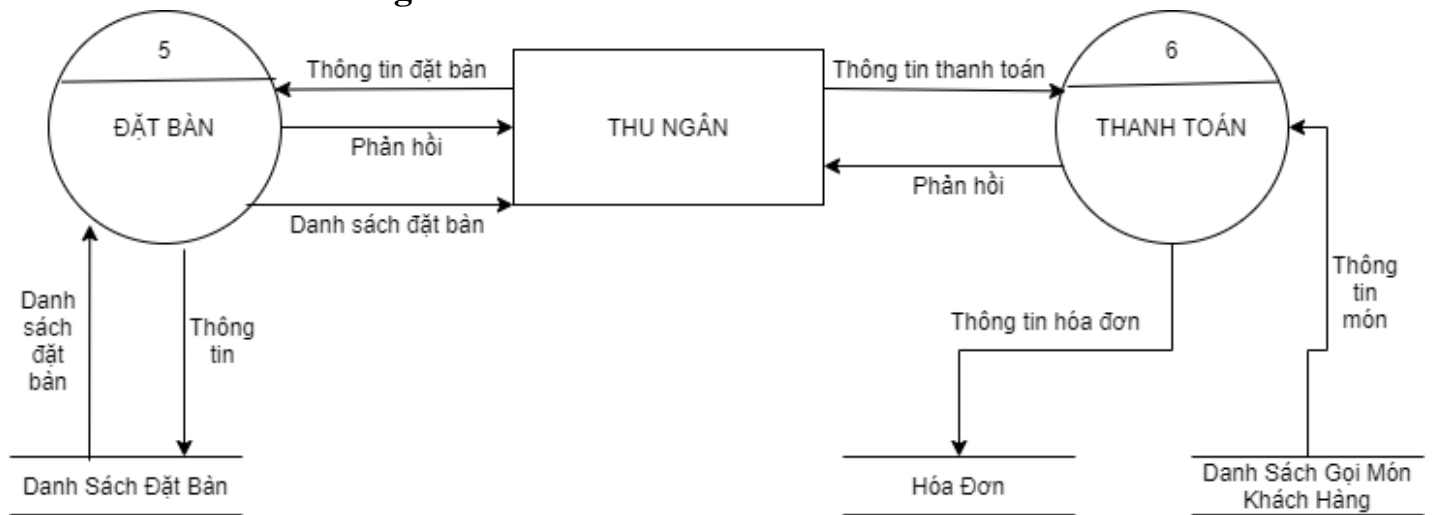 g
5
6
Thông tin đặt bàn
Thông tin thanh toán
ĐẶT BÀN
THU NGÂN
THANH TOÁN
Phản hồi
Phản hồi
Danh sách đặt bàn
Danh
sách
đặt
bàn
Thông
tin
Thông tin hóa đơn
Thông
tin
món
Danh Sách Đặt Bàn
Hóa Đơn
Danh Sách Gọi Món
Khách Hàng